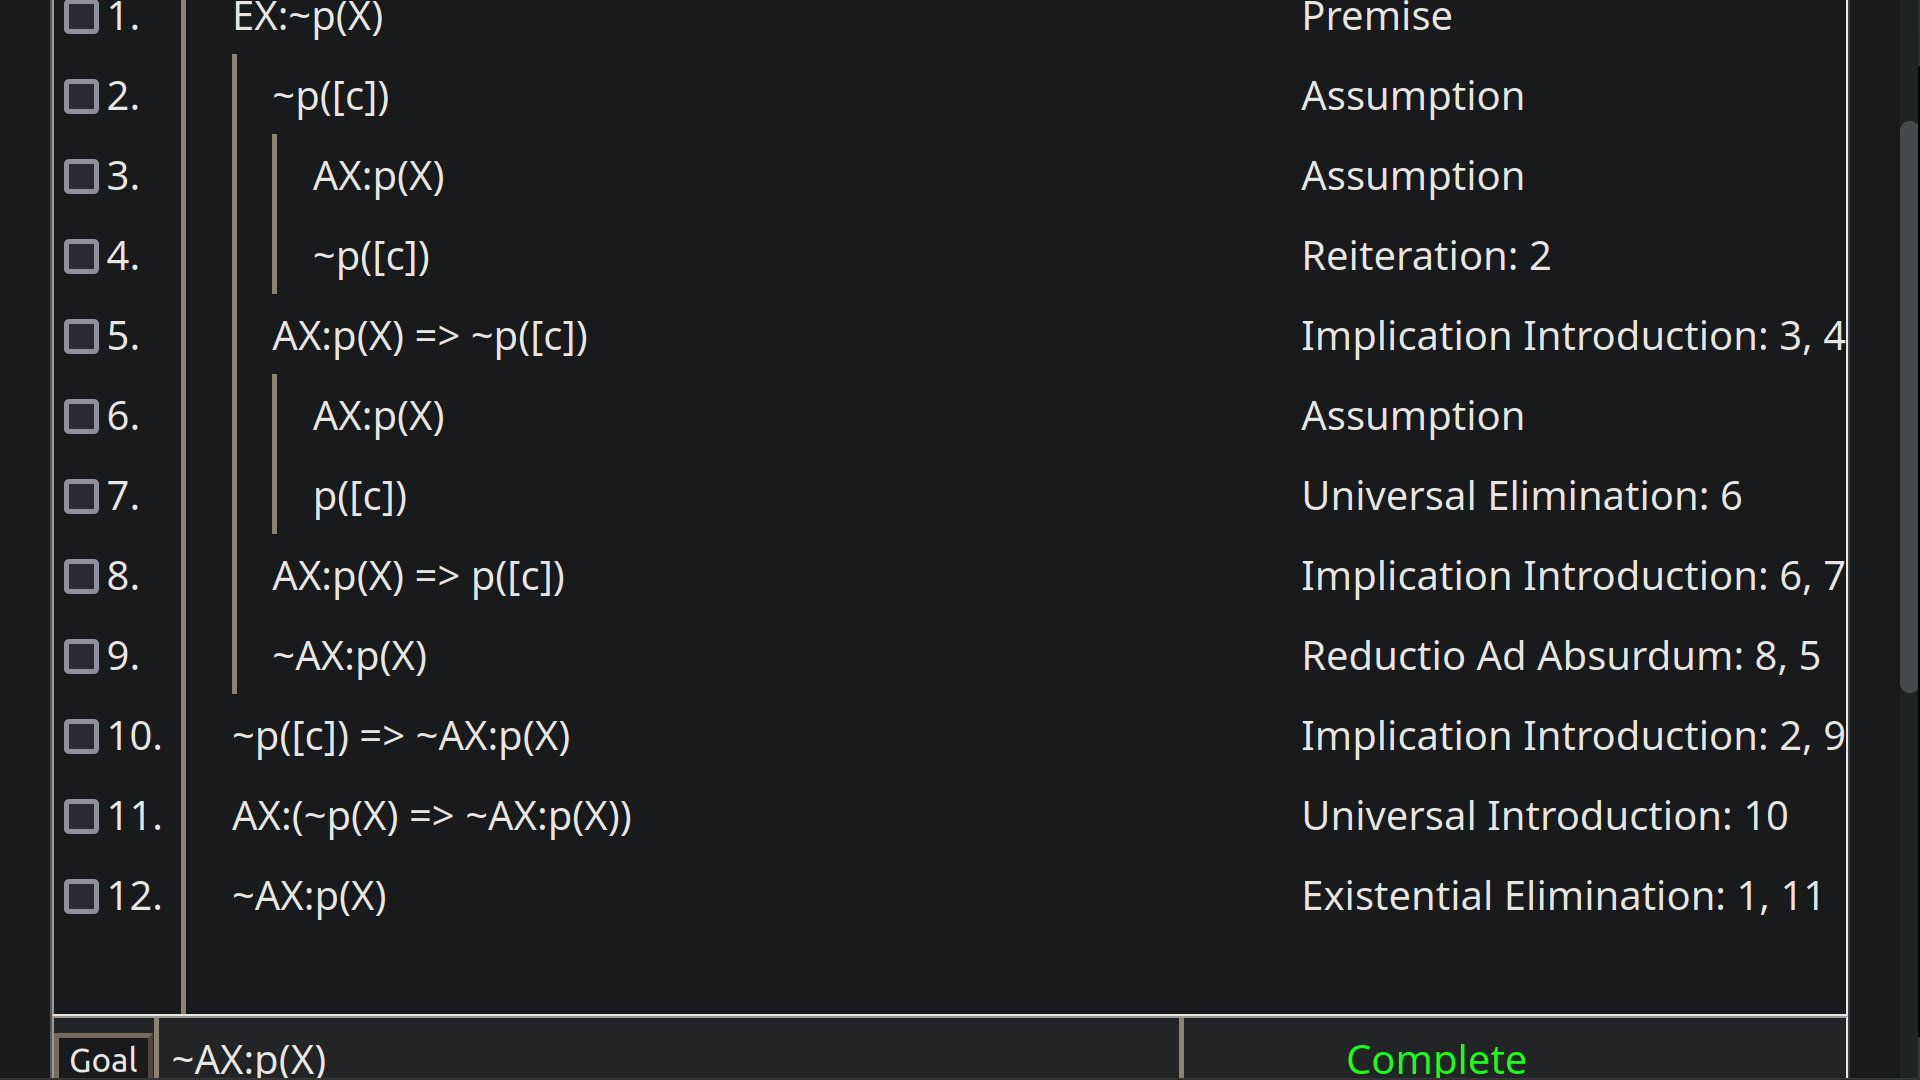 1. EX:~p(X) Premise
2. ~p([c]) Assumption
3. AX:p(X) Assumption
4. ~p([c]) Reiteration: 2
5. AX:p(X) => ~p([c]) Implication Introduction: 3, 4
6. AX:p(X) Assumption
7. p([c]) Universal Elimination: 6
8. AX:p(X) => p([c]) Implication Introduction: 6, 7
9. ~AX:p(X) Reductio Ad Absurdum: 8, 5
10. ~p([c]) => ~AX:p(X) Implication Introduction: 2, 9
11. AX:(~p(X) => ~AX:p(X)) Universal Introduction: 10
12. ~AX:p(X) Existential Elimination: 1, 11
Goal ~AX:p(X) Complete